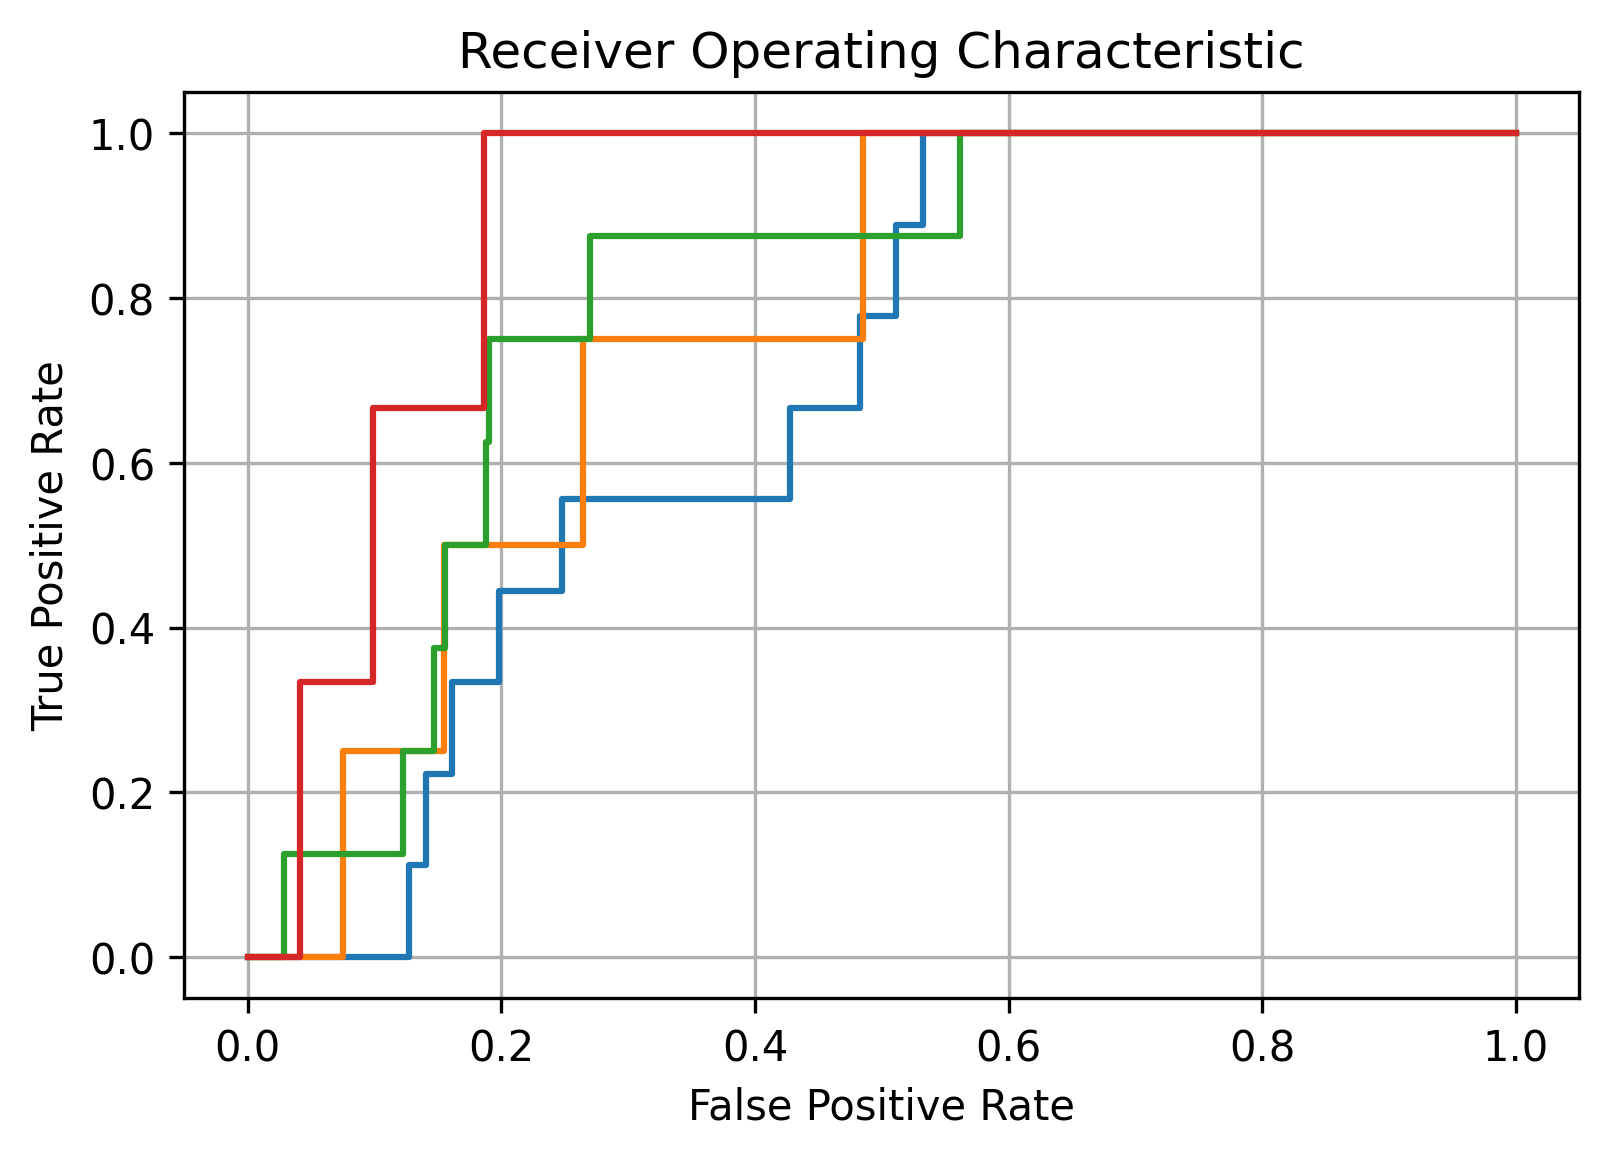 Receiver Operating Characteristic
1.0
0.8
0.6
0.4
0.2
0.0
True Positive Rate
0.0 0.2 0.4 0.6 0.8 1.0
False Positive Rate